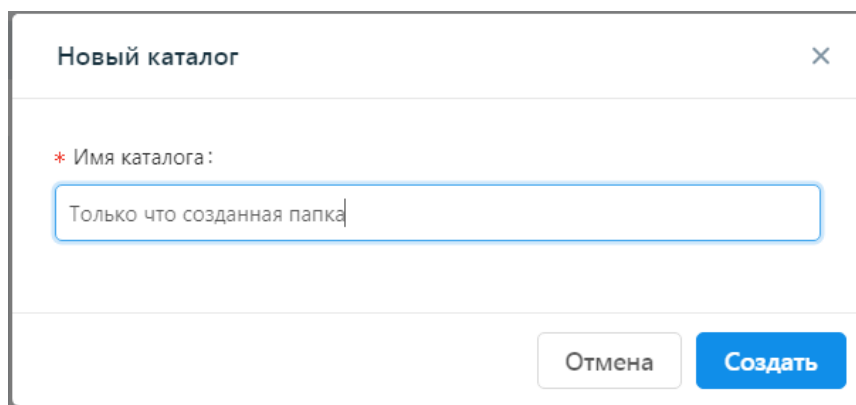 Новый каталог
* Имя каталога:
Только что созданная папка
Отмена Создать